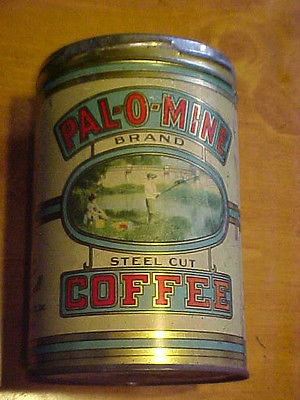 PAL-O-MINE
BRAND
STEEL CUT
COFFEE